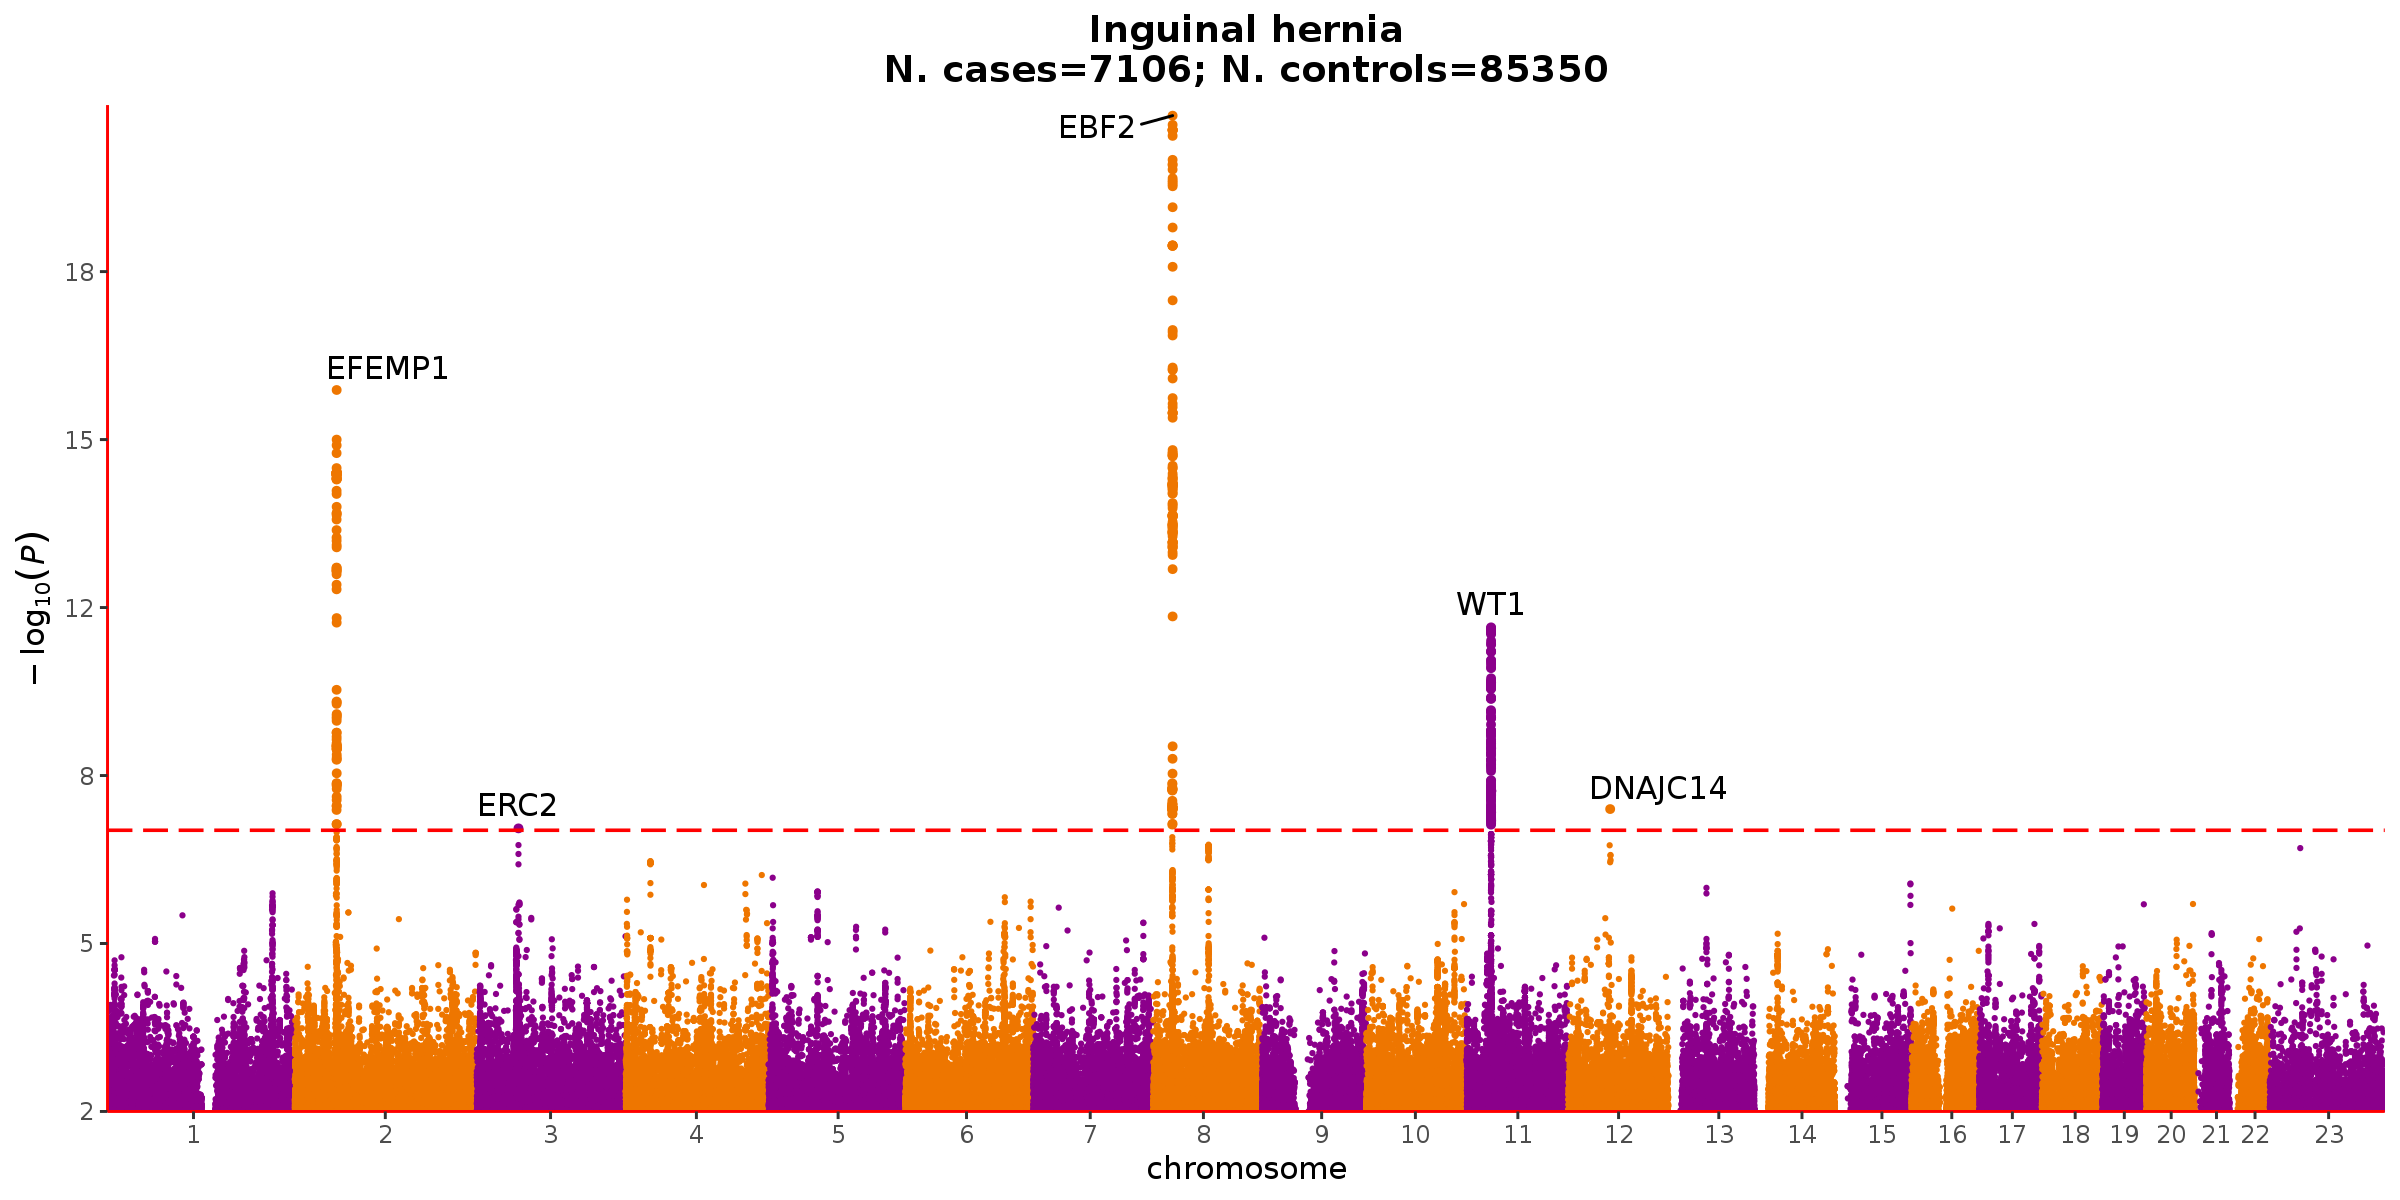 Inguinal hernia
N. cases=7106; N. controls=85350
EBF2
EFEMP1
WT1
DNAJC14
ERC2
18
15
12
8
5
2
−log10(P)
1 2 3 4 5 6 7 8 9 10 11 12 13 14 15 16 17 18 19 20 21 22 23
chromosome